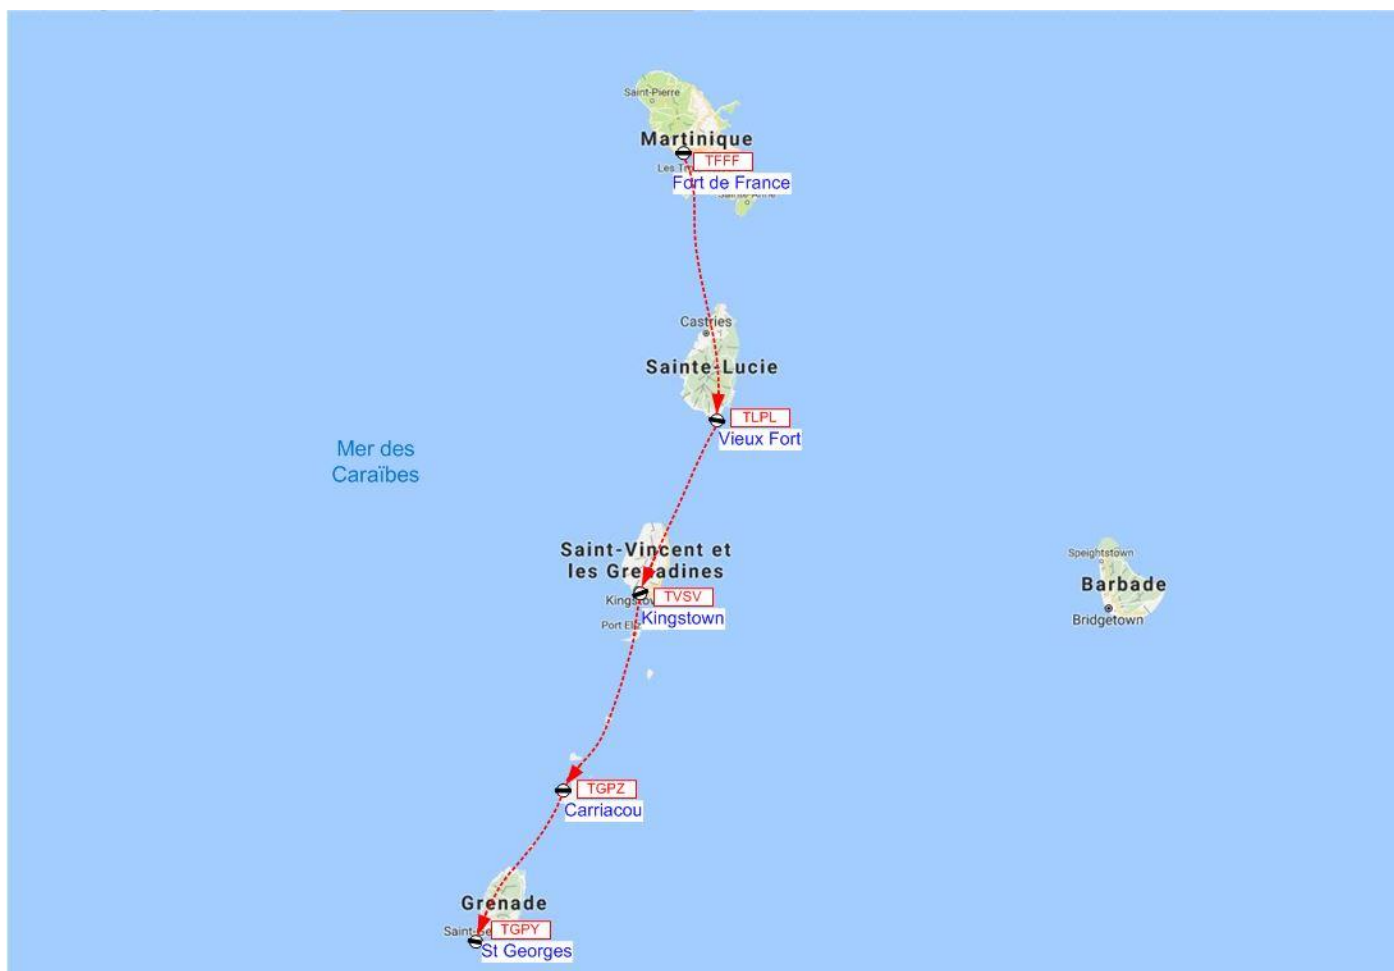 Saint-Pierre
Martinique
TFFF
Fort de France
Castries
Sainte-Lucie
TLPL
Vieux Fort
Mer des
Caraïbes
Saint-Vincent et
les Grenadines
TVSV
Kingstown
Speightstown
Barbade
Bridgetown
TGPZ
Carriacou
Grenade
TGPY
St Georges